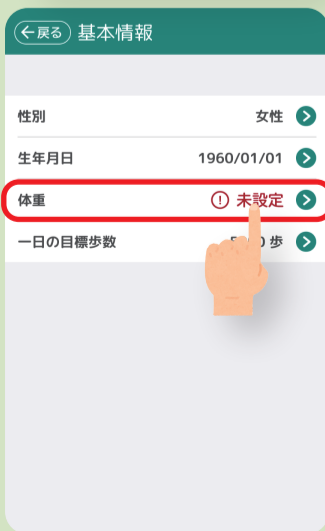 戻る 基本情報
性別 女性
生年月日 1960/01/01
体重 未設定
一日の目標歩数 歩